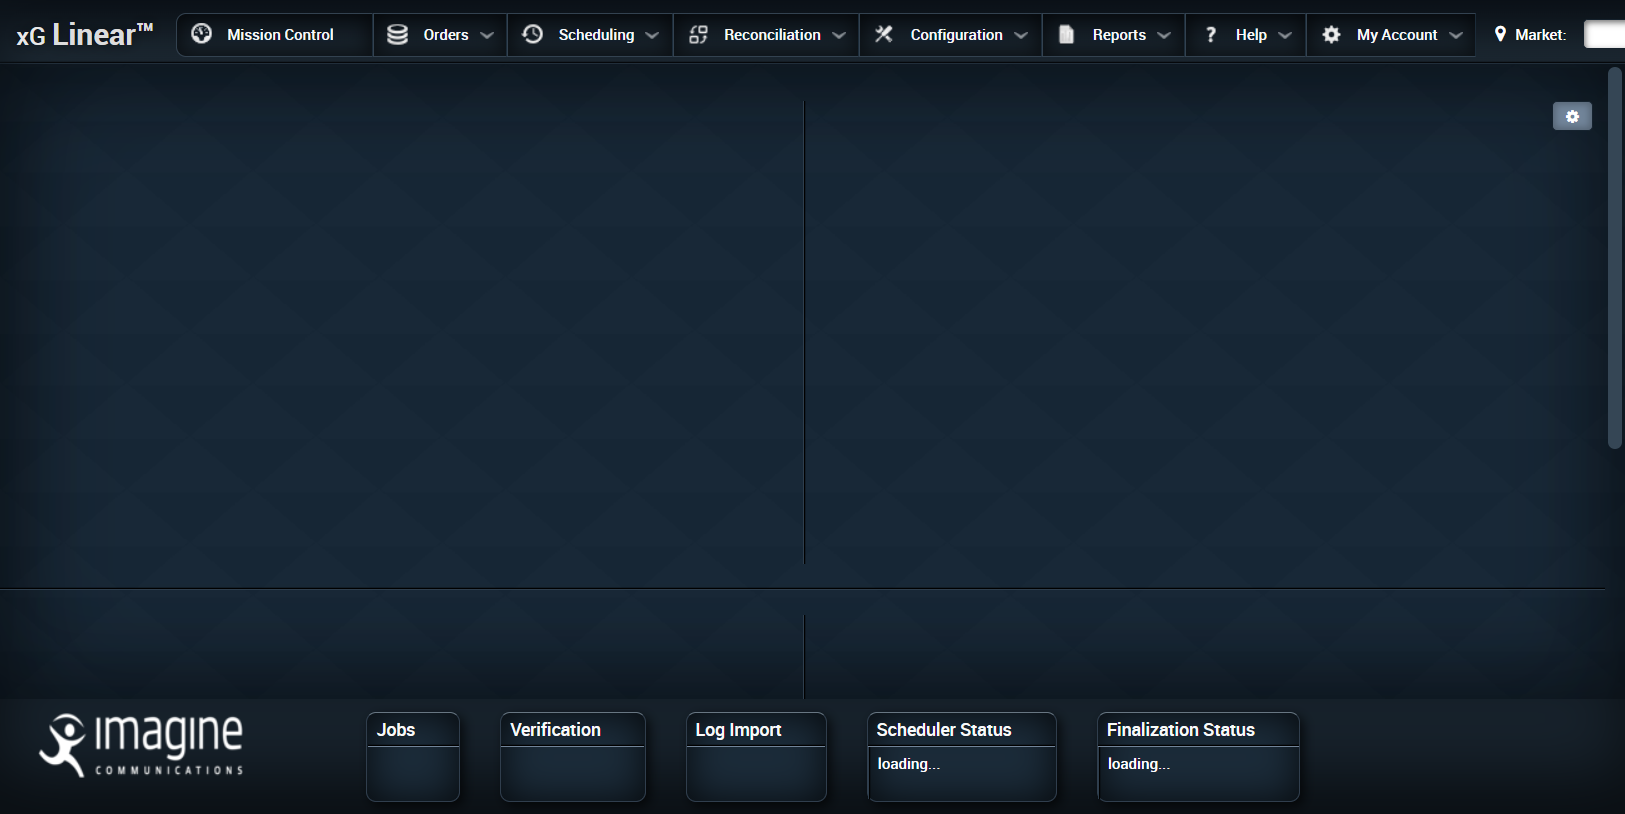 xG Linear™
Mission Control
Orders
Scheduling
Reconciliation
Configuration
Reports
Help
My Account
Market:
imagine
COMMUNICATIONS
Jobs
Verification
Log Import
Scheduler Status
loading...
Finalization Status
loading...